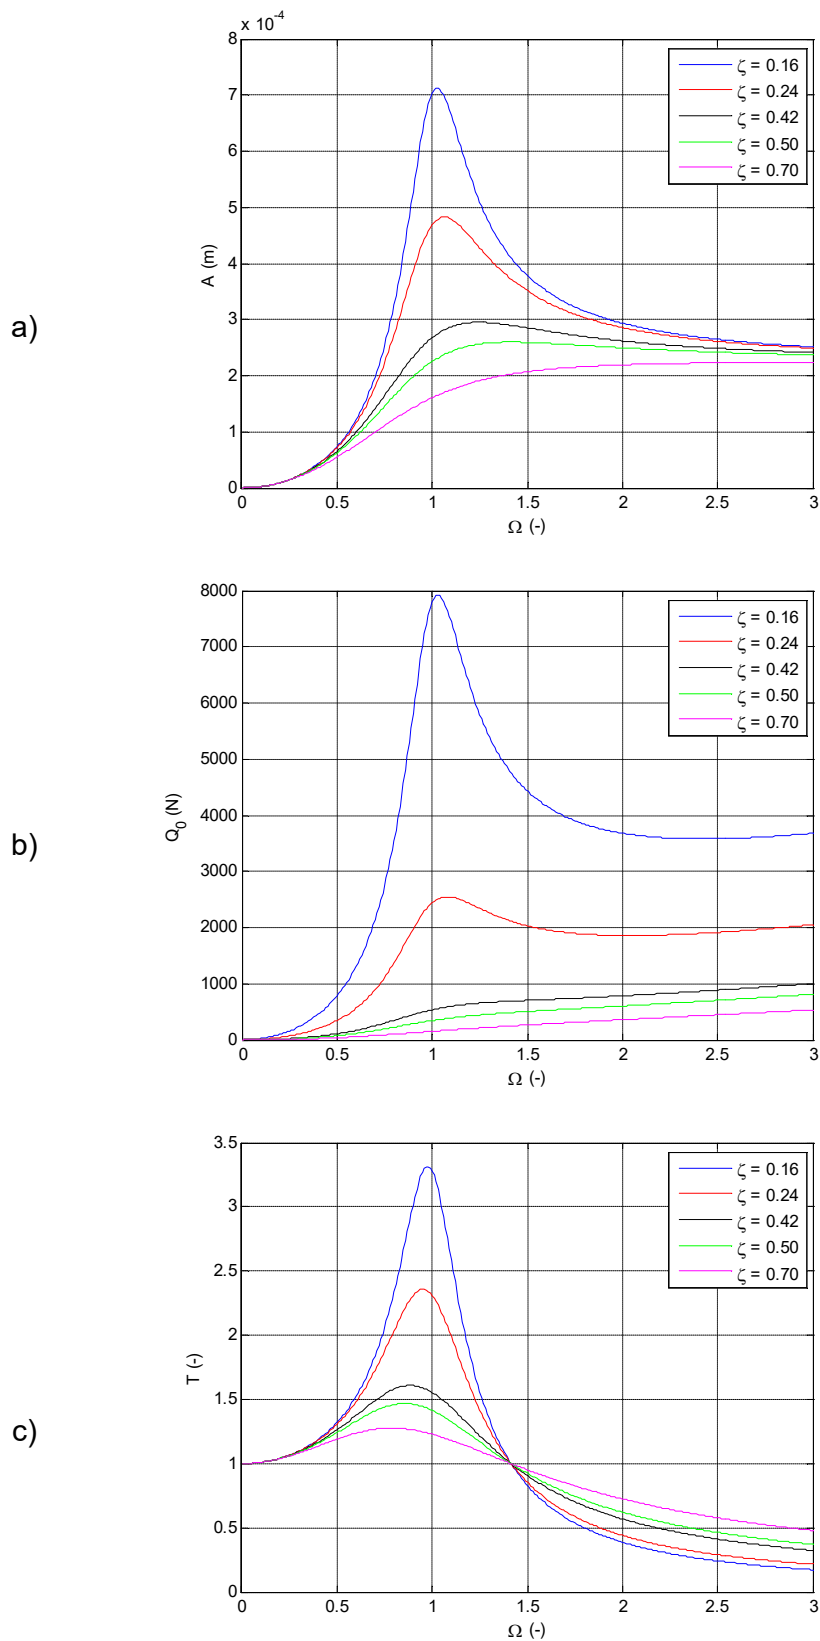 a)
x 10⁻⁴
8
7
6
5
4
3
2
1
0
A (m)
0 0.5 1 1.5 2 2.5 3
Ω (-)
ζ = 0.16
ζ = 0.24
ζ = 0.42
ζ = 0.50
ζ = 0.70
b)
8000
7000
6000
5000
4000
3000
2000
1000
0
Q₀ (N)
0 0.5 1 1.5 2 2.5 3
Ω (-)
ζ = 0.16
ζ = 0.24
ζ = 0.42
ζ = 0.50
ζ = 0.70
c)
3.5
3
2.5
2
1.5
1
0.5
0
T (-)
0 0.5 1 1.5 2 2.5 3
Ω (-)
ζ = 0.16
ζ = 0.24
ζ = 0.42
ζ = 0.50
ζ = 0.70